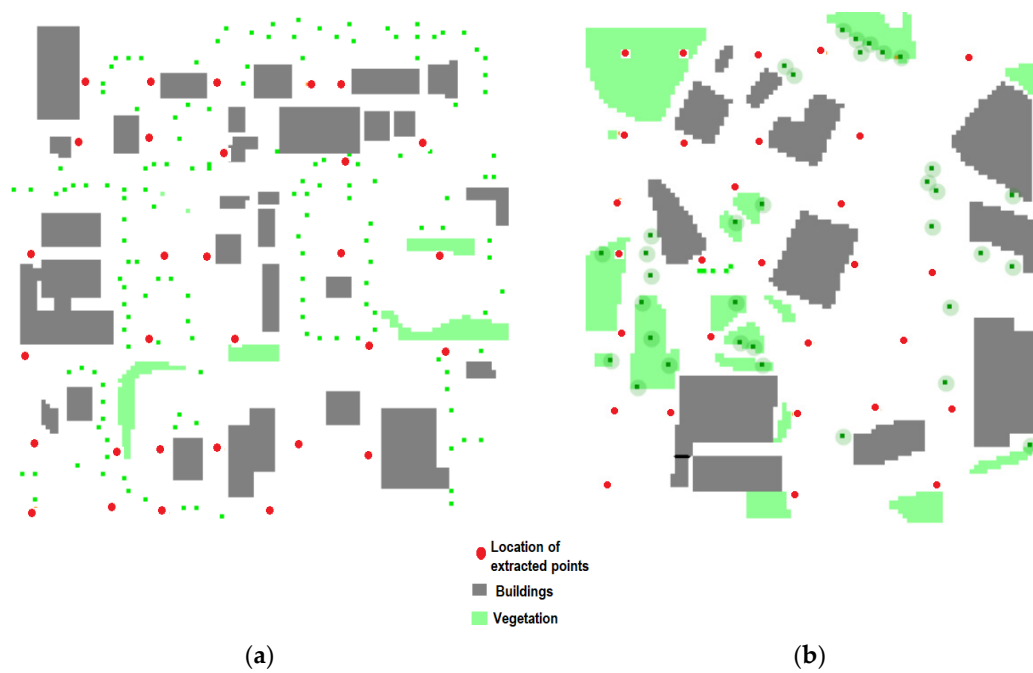 Location of
extracted points
Buildings
Vegetation
(a)
(b)